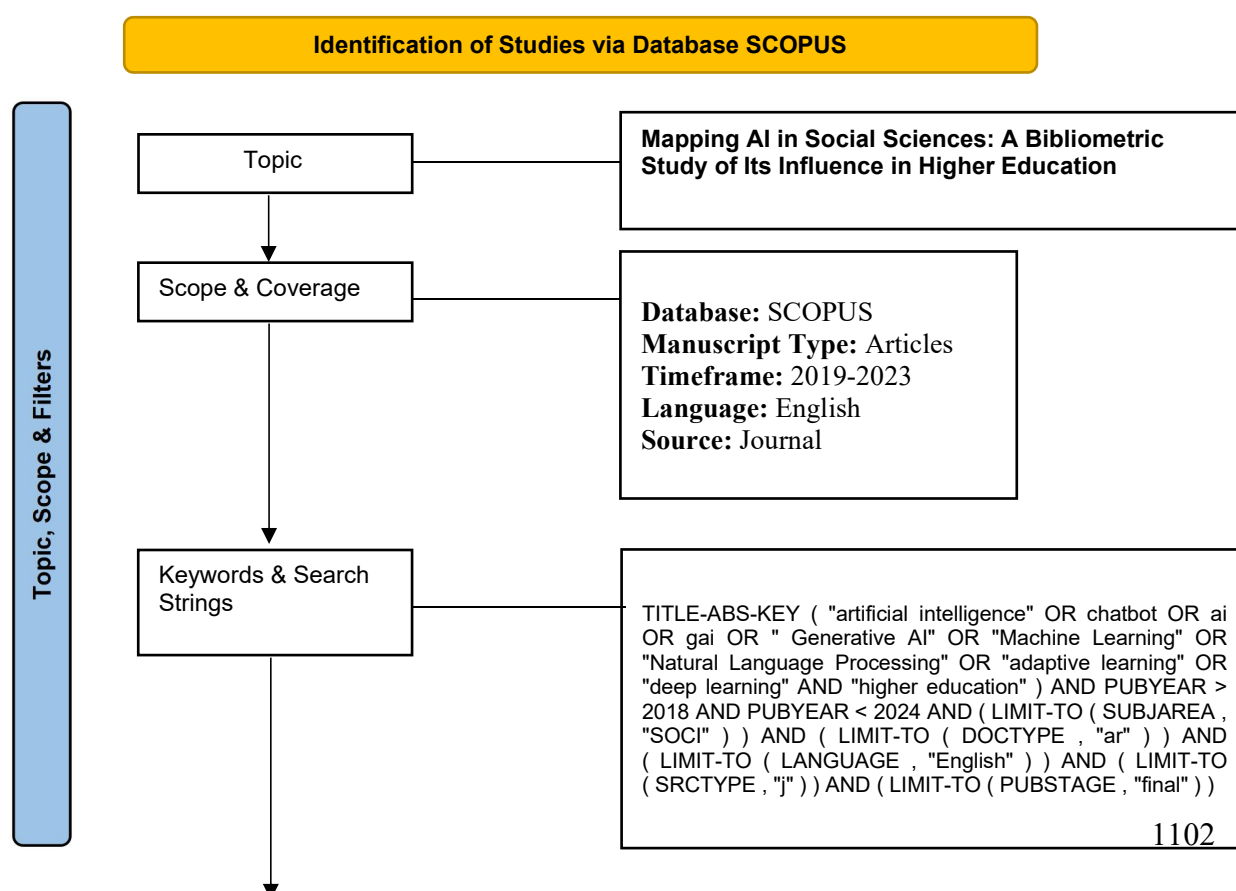 Identification of Studies via Database SCOPUS
Topic, Scope & Filters
Topic
Mapping AI in Social Sciences: A Bibliometric
Study of Its Influence in Higher Education
Scope & Coverage
Database: SCOPUS
Manuscript Type: Articles
Timeframe: 2019-2023
Language: English
Source: Journal
Keywords & Search
Strings
TITLE-ABS-KEY ( "artificial intelligence" OR chatbot OR ai
OR gai OR " Generative AI" OR "Machine Learning" OR
"Natural Language Processing" OR "adaptive learning" OR
"deep learning" AND "higher education" ) AND PUBYEAR >
2018 AND PUBYEAR < 2024 AND ( LIMIT-TO ( SUBJAREA ,
"SOCI" ) ) AND ( LIMIT-TO ( DOCTYPE , "ar" ) ) AND
( LIMIT-TO ( LANGUAGE , "English" ) ) AND ( LIMIT-TO
( SRCTYPE , "j" ) ) AND ( LIMIT-TO ( PUBSTAGE , "final" ) )
1102